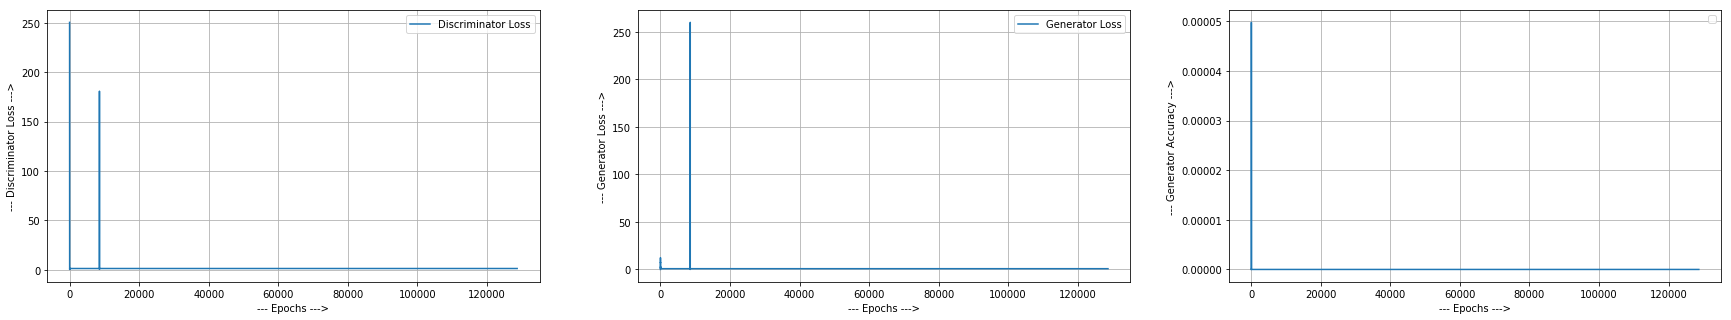 Discriminator Loss
--- Discriminator Loss --->
250
200
150
100
50
0
0 20000 40000 60000 80000 100000 120000
--- Epochs --->
Generator Loss
--- Generator Loss --->
250
200
150
100
50
0
0 20000 40000 60000 80000 100000 120000
--- Epochs --->
--- Generator Accuracy --->
0.00005
0.00004
0.00003
0.00002
0.00001
0.00000
0 20000 40000 60000 80000 100000 120000
--- Epochs --->